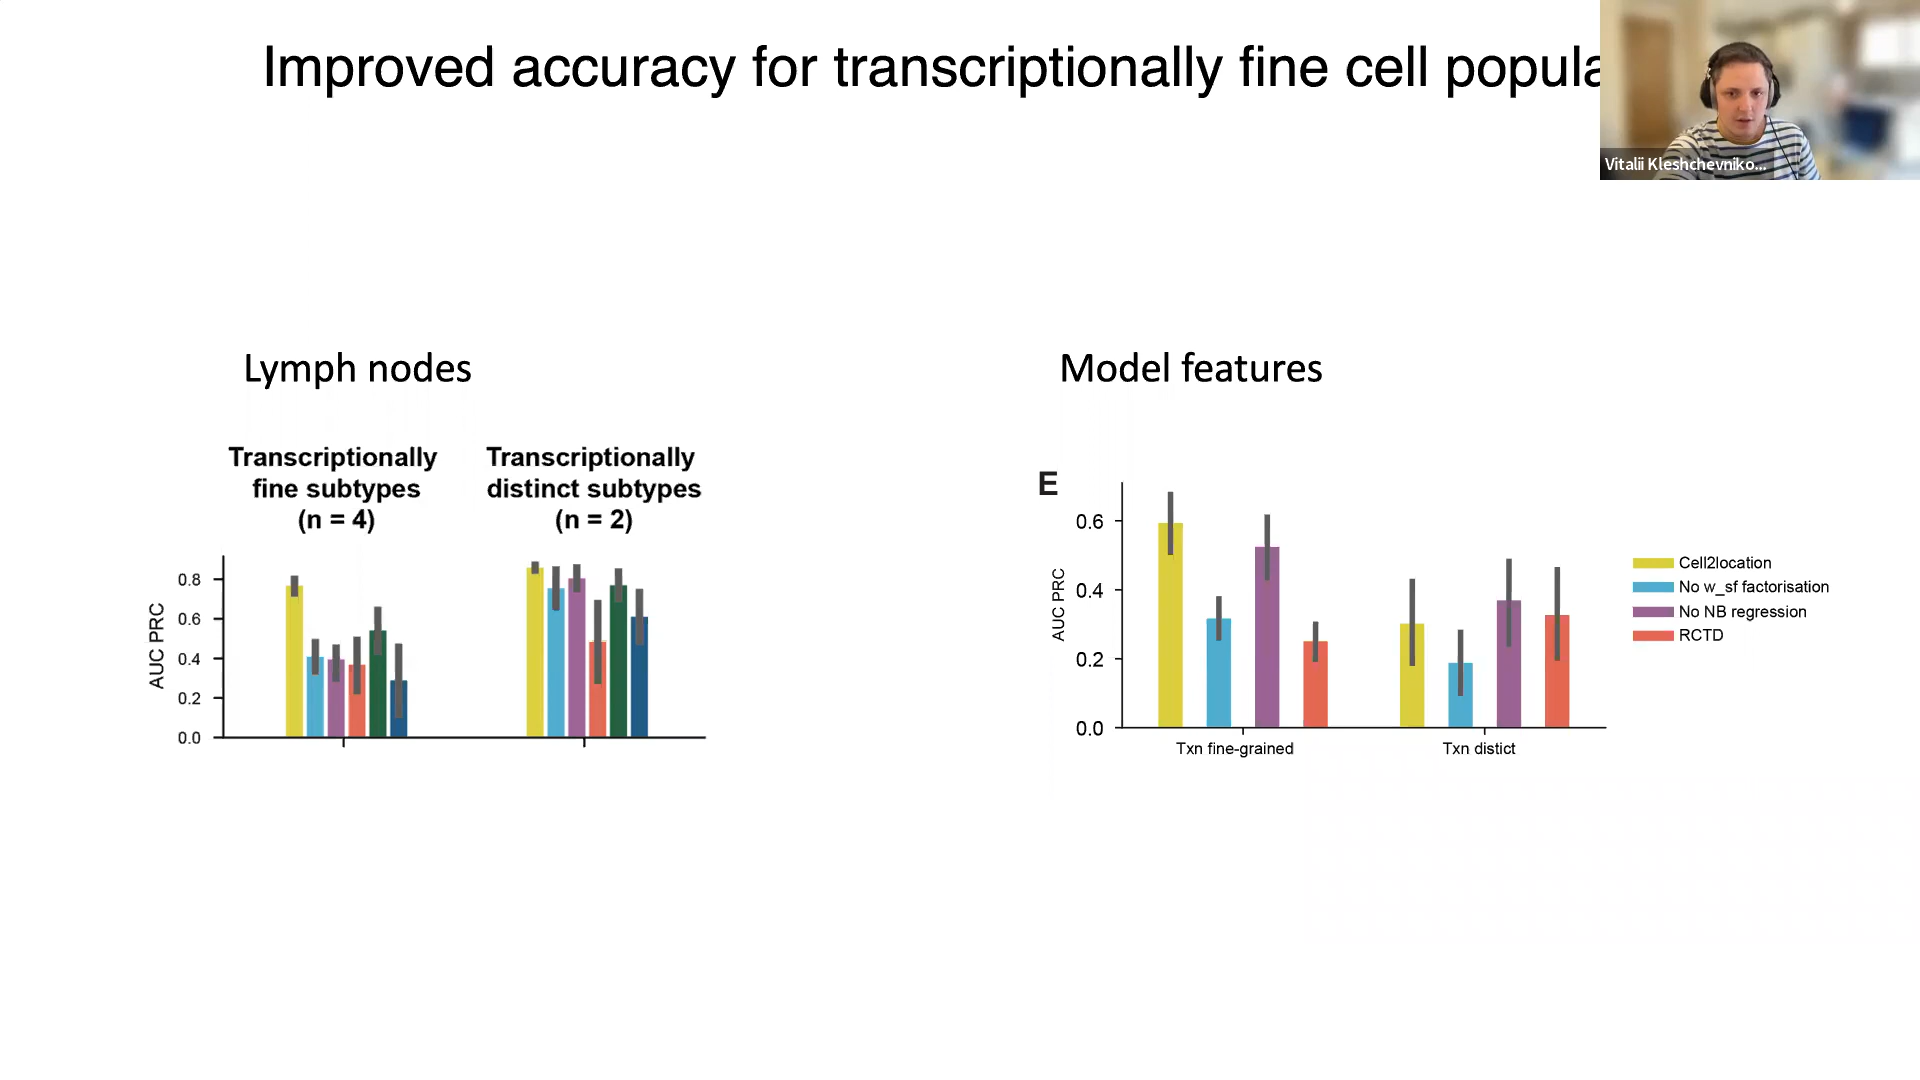 Improved accuracy for transcriptionally fine cell popula
Vitalii Kleshchevniko...
Lymph nodes
Transcriptionally
fine subtypes
(n = 4)
Transcriptionally
distinct subtypes
(n = 2)
AUC PRC
0.8
0.6
0.4
0.2
0.0
Model features
E
AUC PRC
0.6
0.4
0.2
0.0
Txn fine-grained
Txn distict
Cell2location
No w_sf factorisation
No NB regression
RCTD